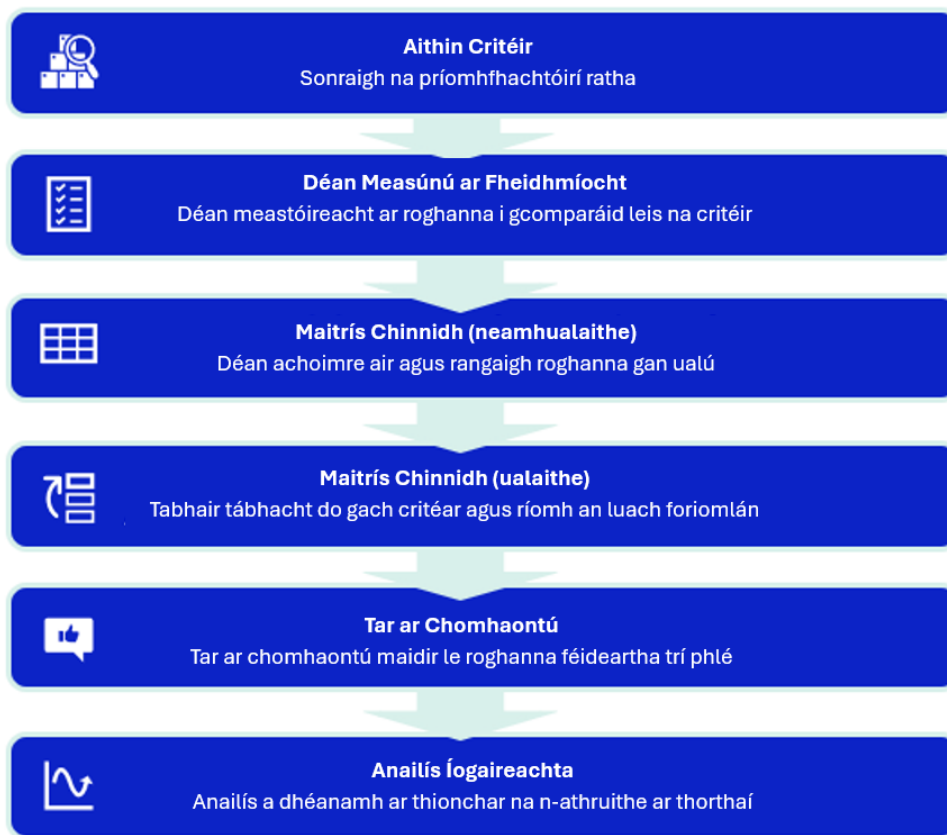 Aithin Critéir
Sonraigh na príomhfhachtóirí ratha
Déan Measúnú ar Fheidhmíocht
Déan meastóireacht ar roghanna i gcomparáid leis na critéir
Maitrís Chinnidh (neamhualaithe)
Déan achoimre air agus rangaigh roghanna gan ualú
Maitrís Chinnidh (ualaithe)
Tabhair tábhacht do gach critéar agus ríomh an luach foriomlán
Tar ar Chomhaontú
Tar ar chomhaontú maidir le roghanna féideartha trí phlé
Anailís Íogaireachta
Anailís a dhéanamh ar thionchar na n-athruithe ar thorthaí